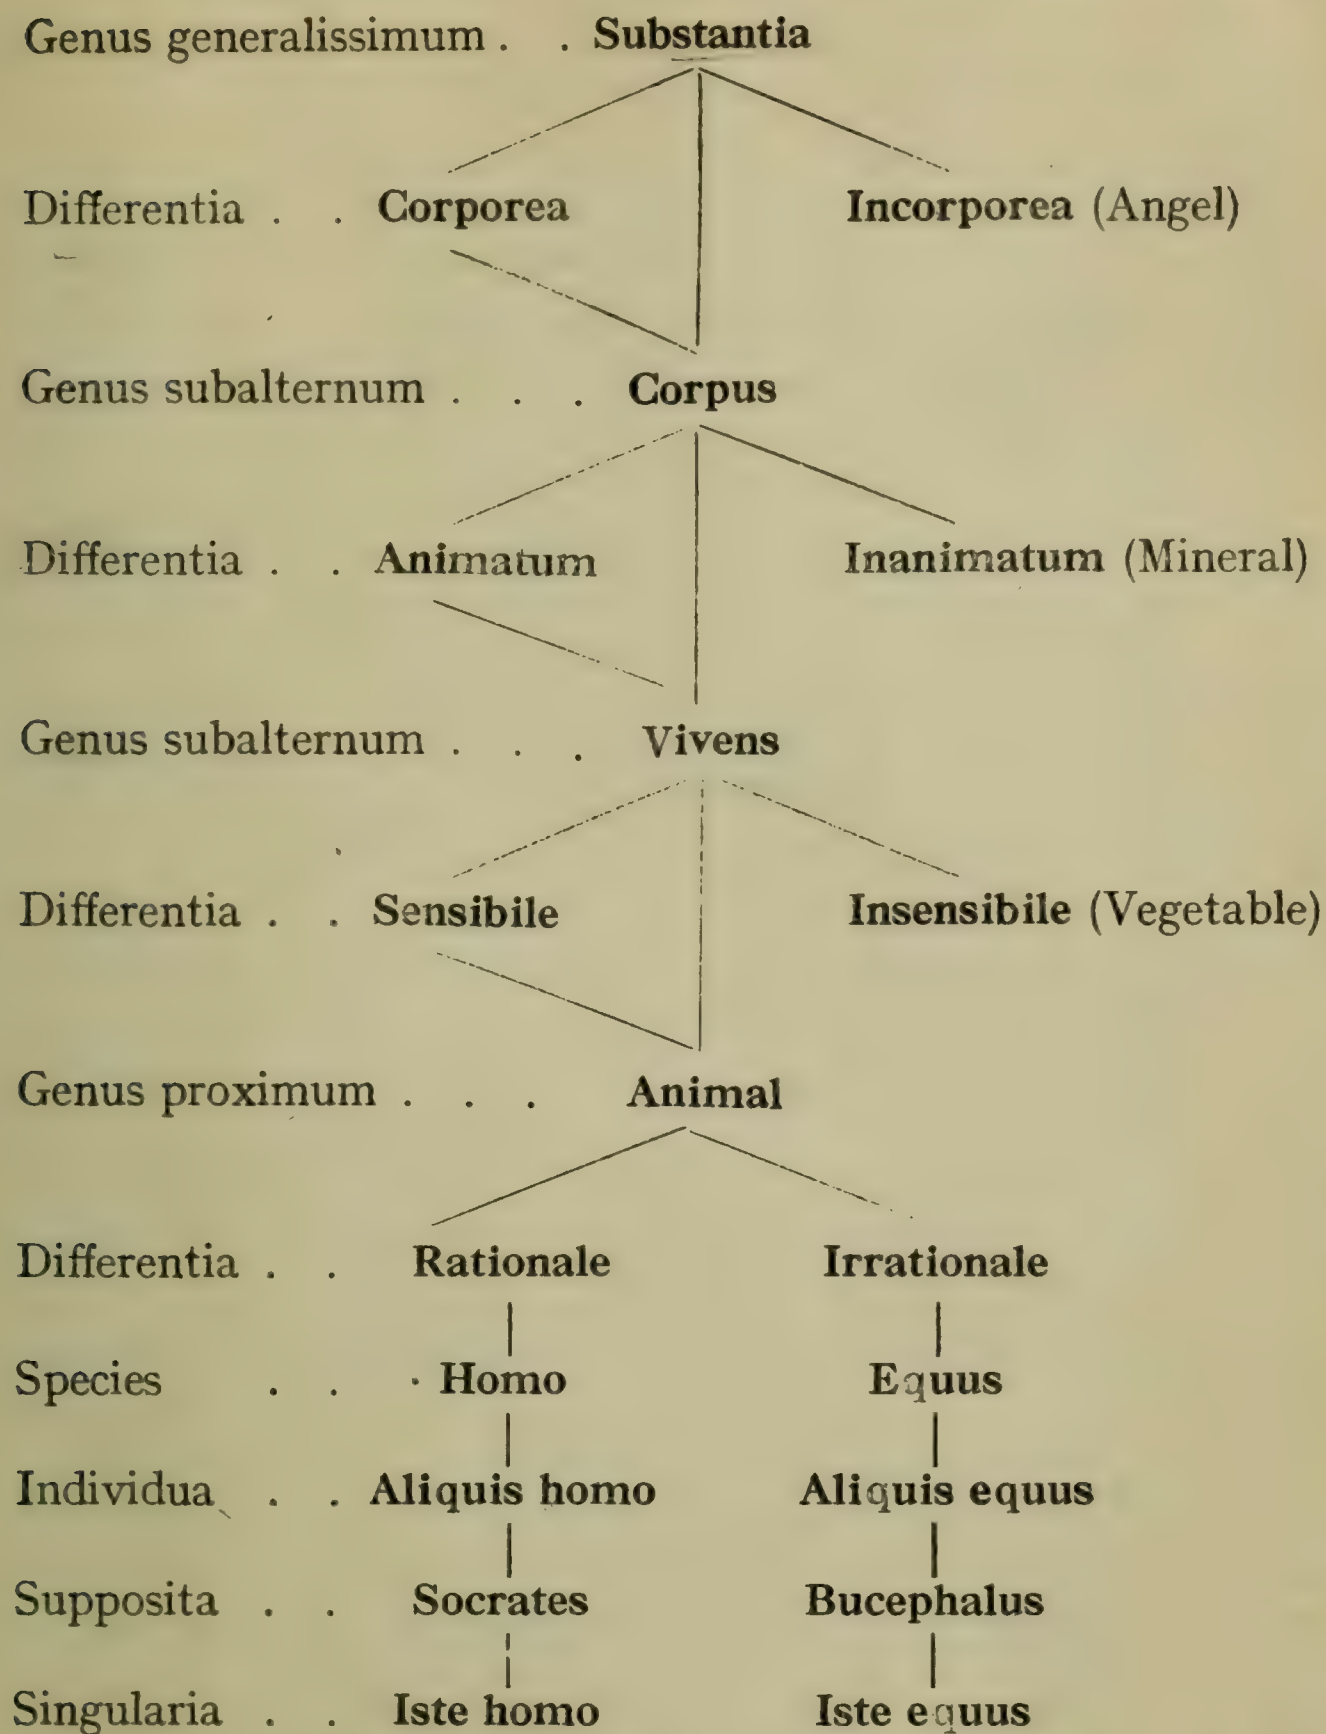 Genus generalissimum . . Substantia
Differentia . . Corporea Incorporea (Angel)
Genus subalternum . . . Corpus
Differentia . . Animatum Inanimatum (Mineral)
Genus subalternum . . . Vivens
Differentia . . Sensibile Insensibile (Vegetable)
Genus proximum . . . Animal
Differentia . . Rationale Irrationale
Species . . Homo Equus
Individua . . Aliquis homo Aliquis equus
Supposita . . Socrates Bucephalus
Singularia . . Iste homo Iste equus